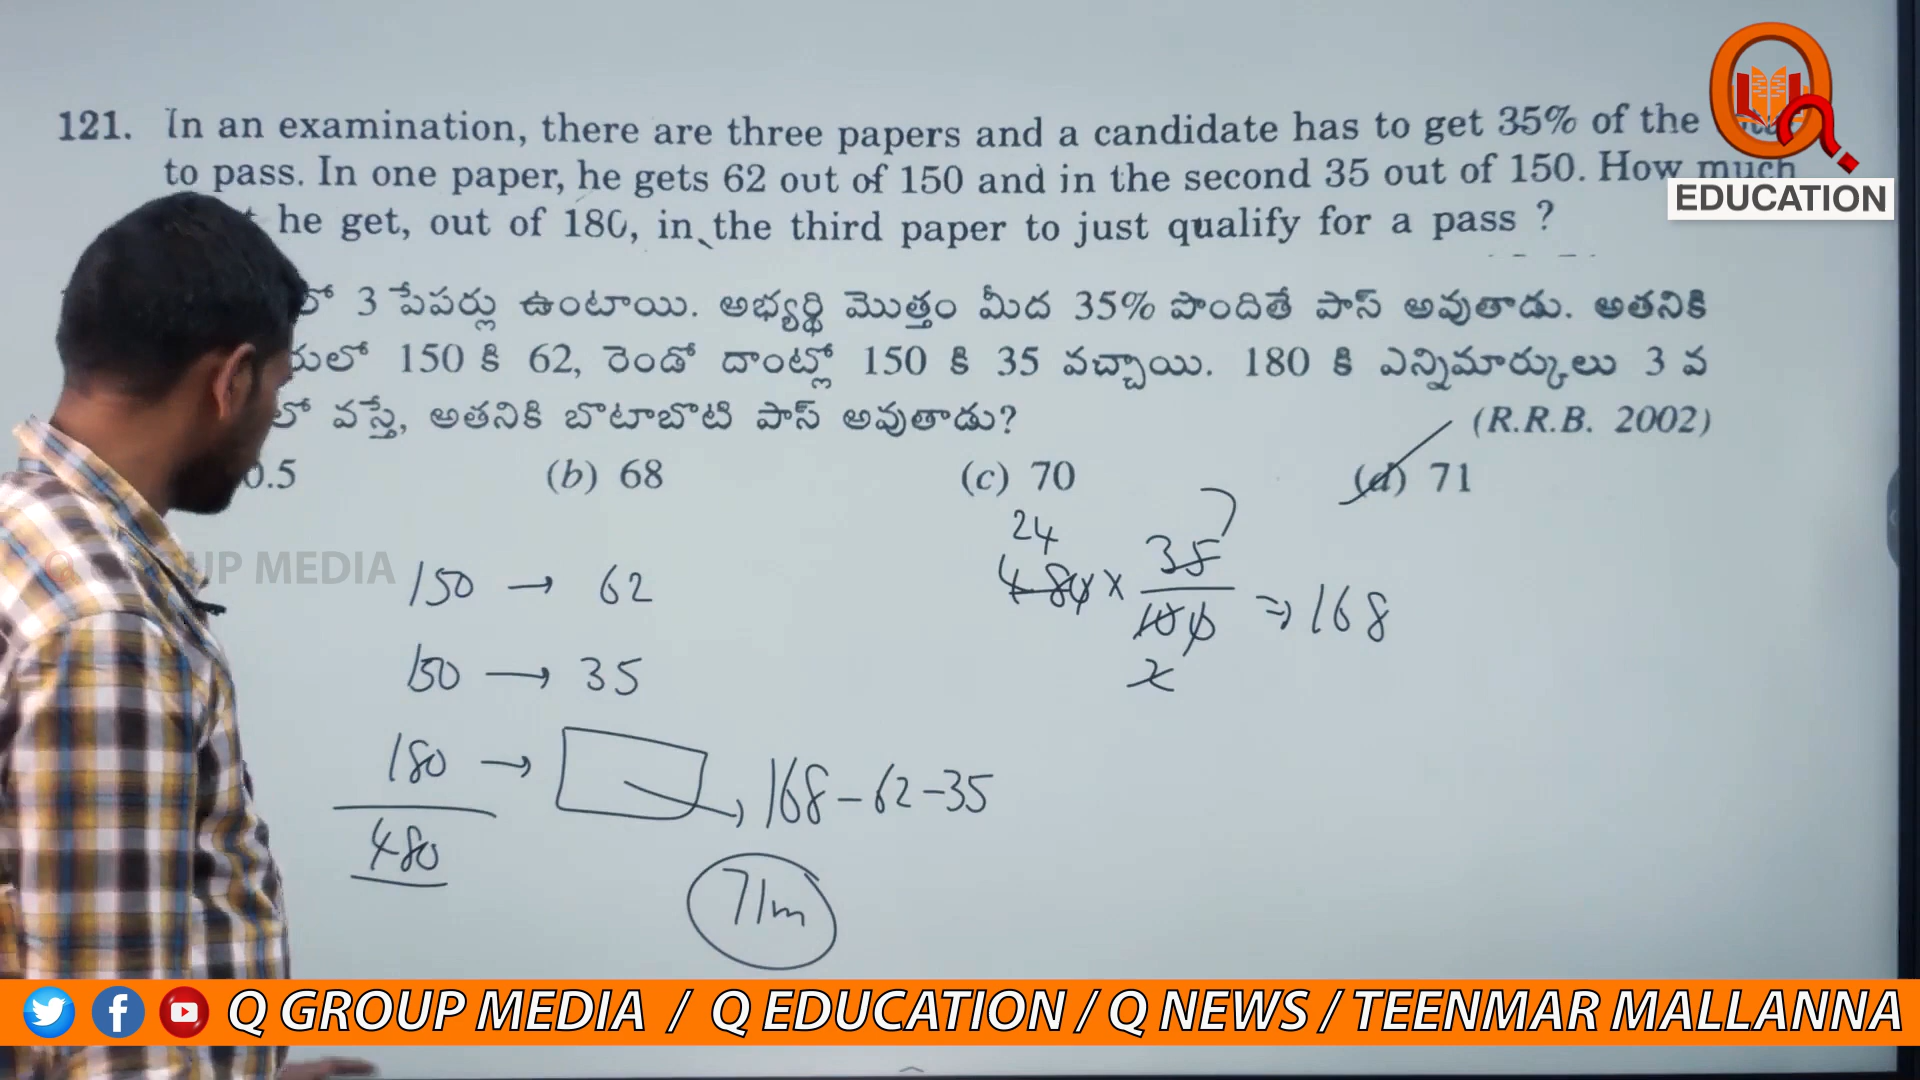 121. In an examination, there are three papers and a candidate has to get 35% of the
to pass. In one paper, he gets 62 out of 150 and in the second 35 out of 150. How much
he get, out of 180, in the third paper to just qualify for a pass ?
EDUCATION
3 పేపర్లు ఉంటాయి. అభ్యర్థి మొత్తం మీద 35% పొందితే పాస్ అవుతాడు. అతనికి
150 కి 62, రెండో దాంట్లో 150 కి 35 వచ్చాయి. 180 కి ఎన్నిమార్కులు 3 వ
లో వస్తే, అతనికి బొటాబొటి పాస్ అవుతాడు?
(R.R.B. 2002)
0.5 (b) 68 (c) 70 (d) 71
Q GROUP MEDIA
150 → 62
150 → 35
180 →
480
168 - 62 - 35
71m
24 7
480 × 35/100 ⇒ 168
2
Q GROUP MEDIA / Q EDUCATION / Q NEWS / TEENMAR MALLANNA